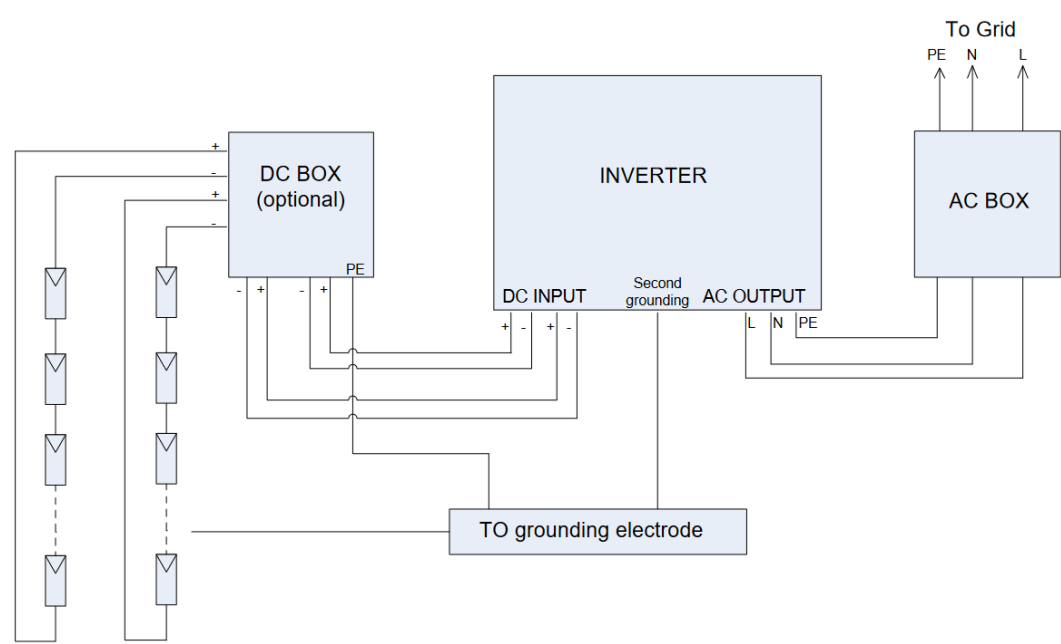 To Grid
PE N L
+
DC BOX
(optional)
-
+
-
PE
- + - +
INVERTER
Second
grounding
DC INPUT
AC OUTPUT
+ - + -
L N PE
AC BOX
TO grounding electrode